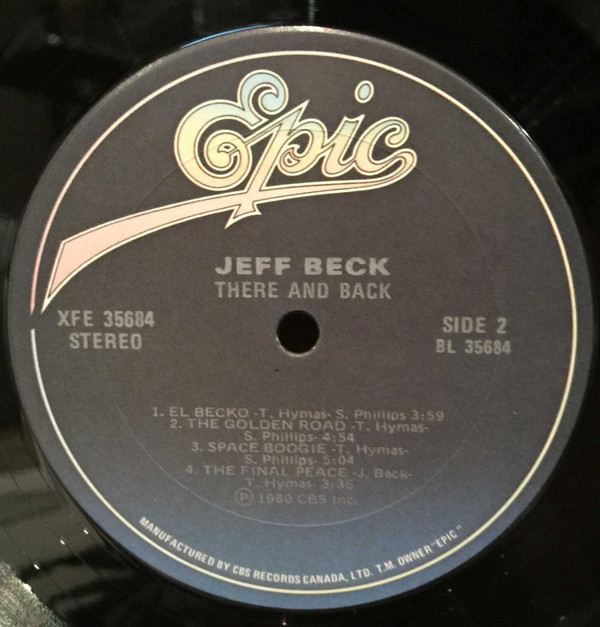 Epic
JEFF BECK
THERE AND BACK
XFE 35684
STEREO
SIDE 2
BL 35684
1. EL BECKO -T. Hymas- S. Phillips 3:59
2. THE GOLDEN ROAD -T. Hymas-
S. Phillips- 4:54
3. SPACE BOOGIE -T. Hymas-
S. Phillips- 5:04
4. THE FINAL PEACE -J. Beck-
T. Hymas- 3:36
Ⓟ 1980 CBS Inc.
MANUFACTURED BY CBS RECORDS CANADA, LTD. T.M. OWNER "EPIC"